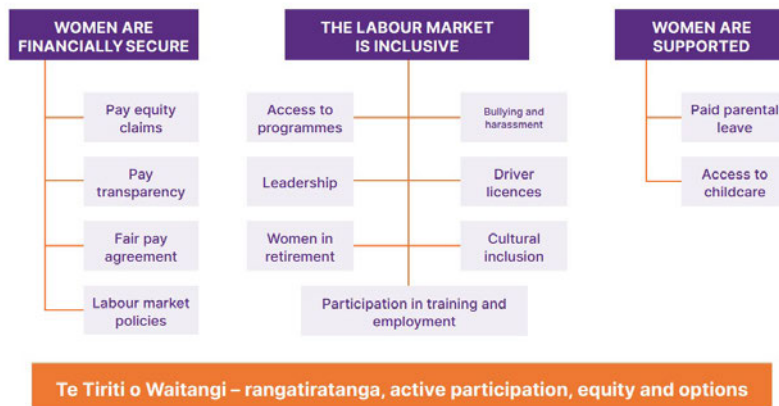 WOMEN ARE
FINANCIALLY SECURE
Pay equity
claims
Pay
transparency
Fair pay
agreement
Labour market
policies
THE LABOUR MARKET
IS INCLUSIVE
Access to
programmes
Bullying and
harassment
Leadership
Driver
licences
Women in
retirement
Cultural
inclusion
Participation in training and
employment
WOMEN ARE
SUPPORTED
Paid parental
leave
Access to
childcare
Te Tiriti o Waitangi – rangatiratanga, active participation, equity and options